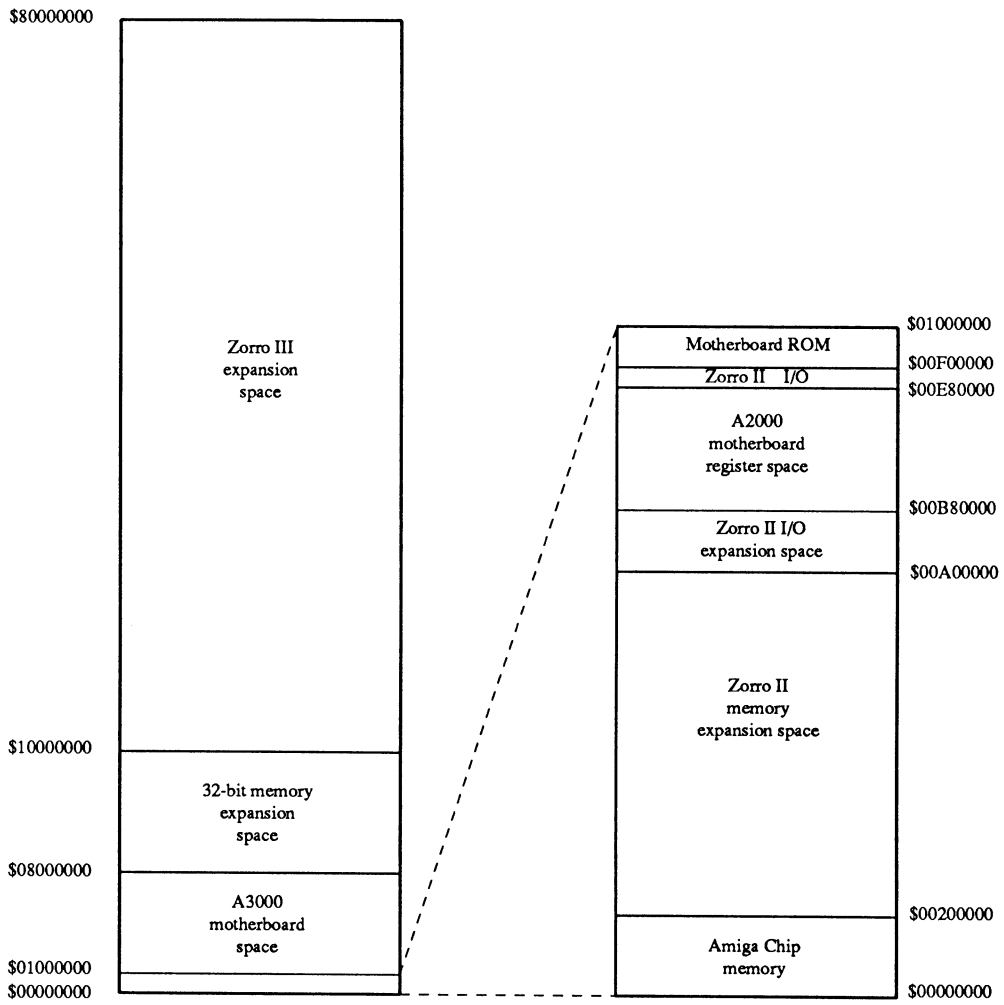 $80000000
Zorro III
expansion
space
$10000000
32-bit memory
expansion
space
$08000000
A3000
motherboard
space
$01000000
$00000000
$01000000
Motherboard ROM
$00F00000
Zorro II I/O
$00E80000
A2000
motherboard
register space
$00B80000
Zorro II I/O
expansion space
$00A00000
Zorro II
memory
expansion space
$00200000
Amiga Chip
memory
$00000000